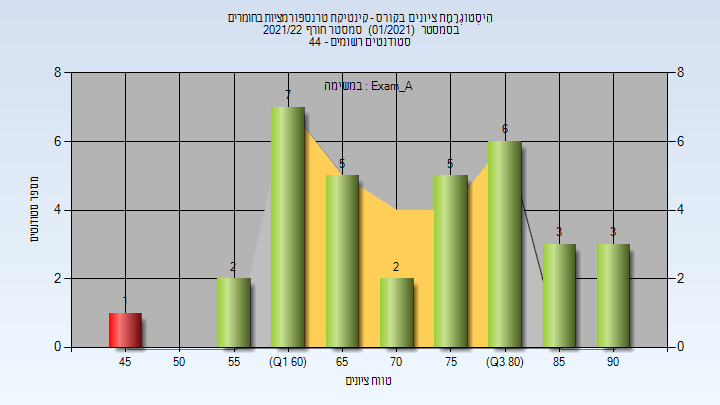 הִיסְטוֹגְרָמַת ציונים בקורס - קינטיקת טרנספורמציות בחומרים
בסמסטר (01/2021) סמסטר חורף 2021/22
סטודנטים רשומים - 44
במשימה : Exam_A
8 8
6 6
4 4
2 2
0 0
1 2 7 5 2 5 6 3 3
מספר סטודנטים
45 50 55 (Q1 60) 65 70 75 (Q3 80) 85 90
טווח ציונים